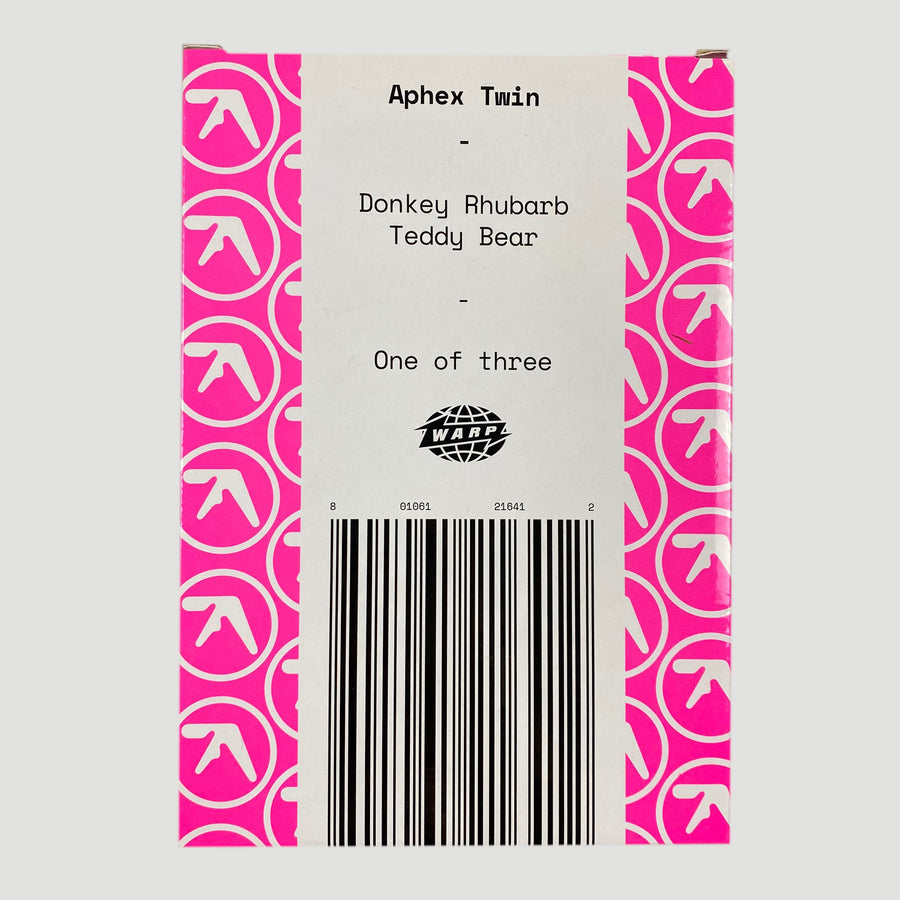 Aphex Twin
-
Donkey Rhubarb
Teddy Bear
-
One of three
WARP
8 01061 21641 2